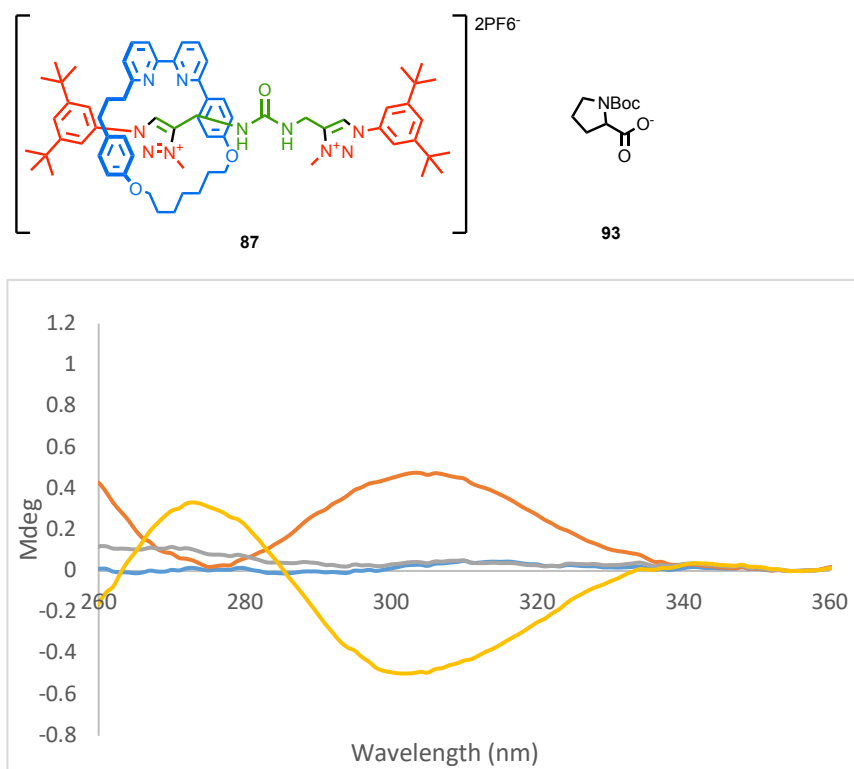 2PF6-
N N
O
N N N N
H H
N=N+ N+–N
O
O
87
NBoc
O-
O
93
1.2
1
0.8
0.6
0.4
0.2
0
-0.2
-0.4
-0.6
-0.8
260 280 300 320 340 360
Mdeg
Wavelength (nm)